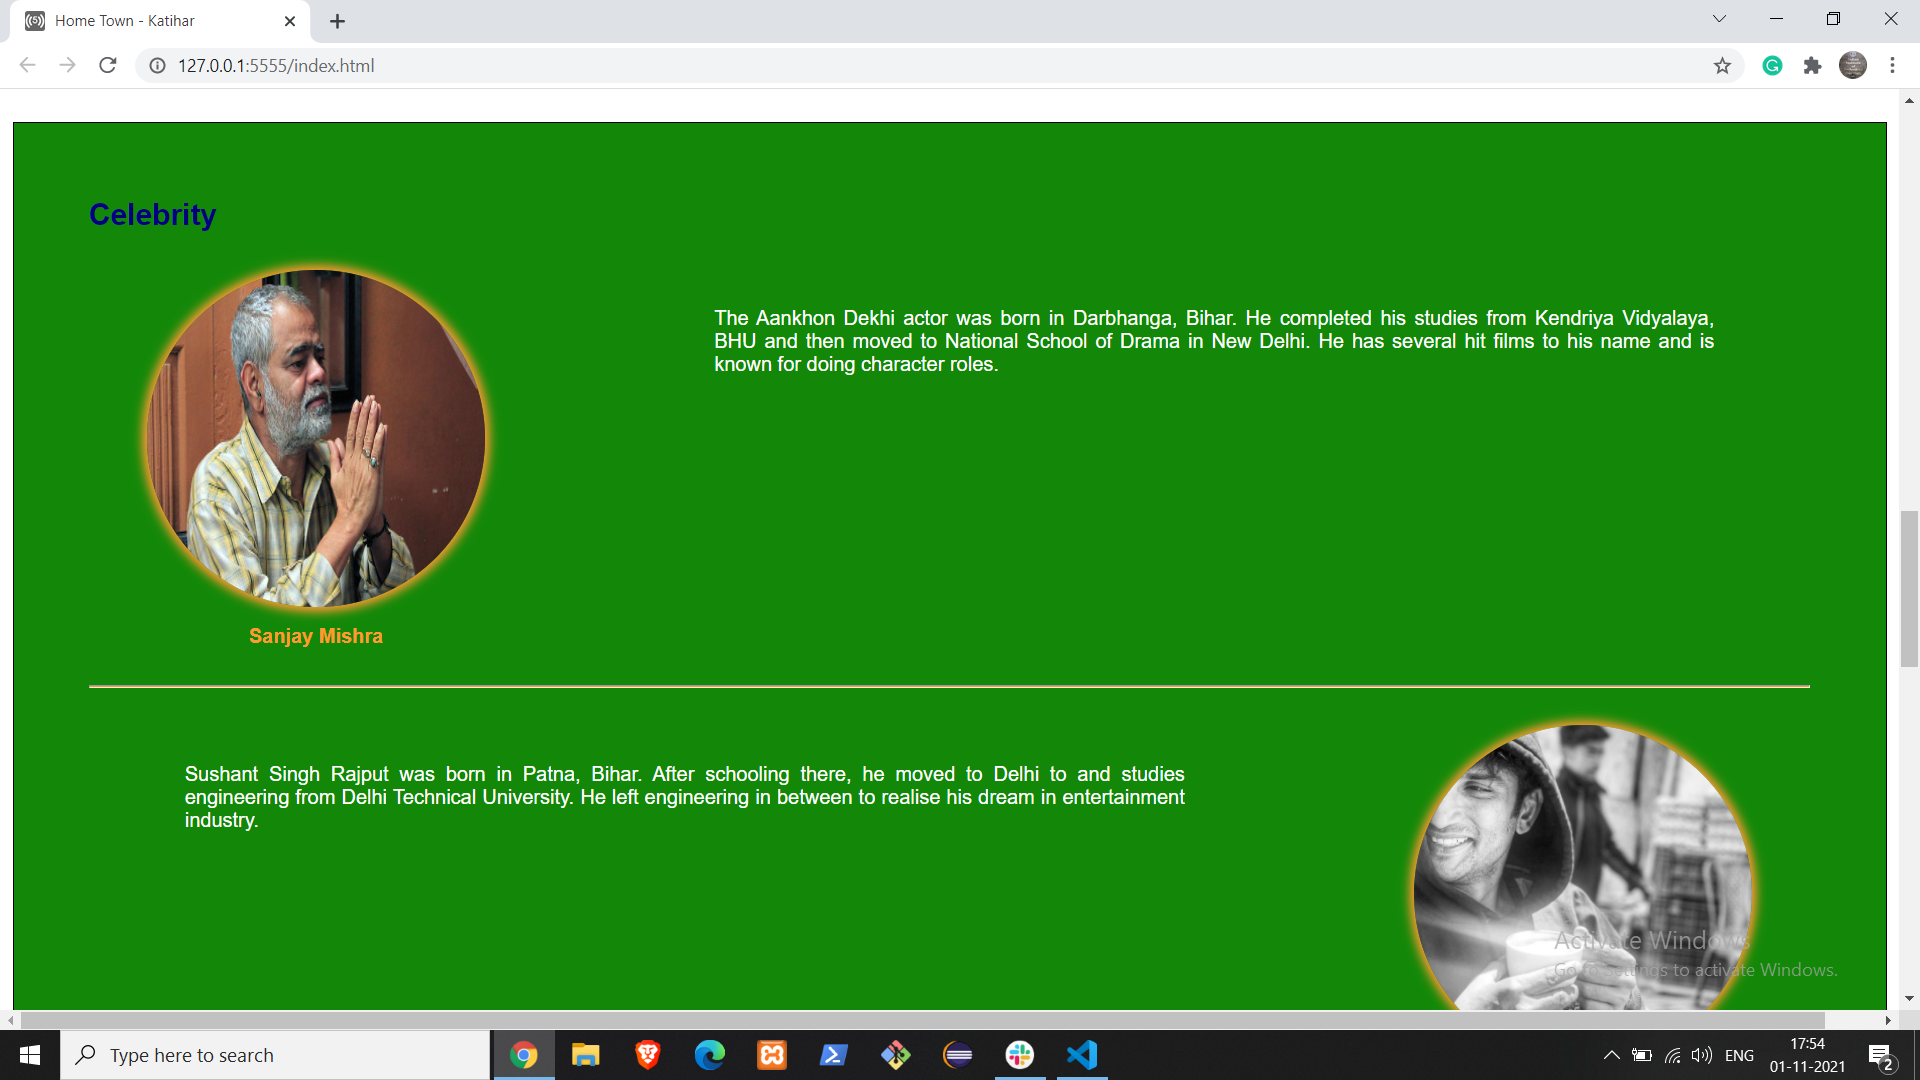 Home Town - Katihar
127.0.0.1:5555/index.html
Celebrity
The Aankhon Dekhi actor was born in Darbhanga, Bihar. He completed his studies from Kendriya Vidyalaya,
BHU and then moved to National School of Drama in New Delhi. He has several hit films to his name and is
known for doing character roles.
Sanjay Mishra
Sushant Singh Rajput was born in Patna, Bihar. After schooling there, he moved to Delhi to and studies
engineering from Delhi Technical University. He left engineering in between to realise his dream in entertainment
industry.
Activate Windows
Go to Settings to activate Windows.
Type here to search
ENG
17:54
01-11-2021
2